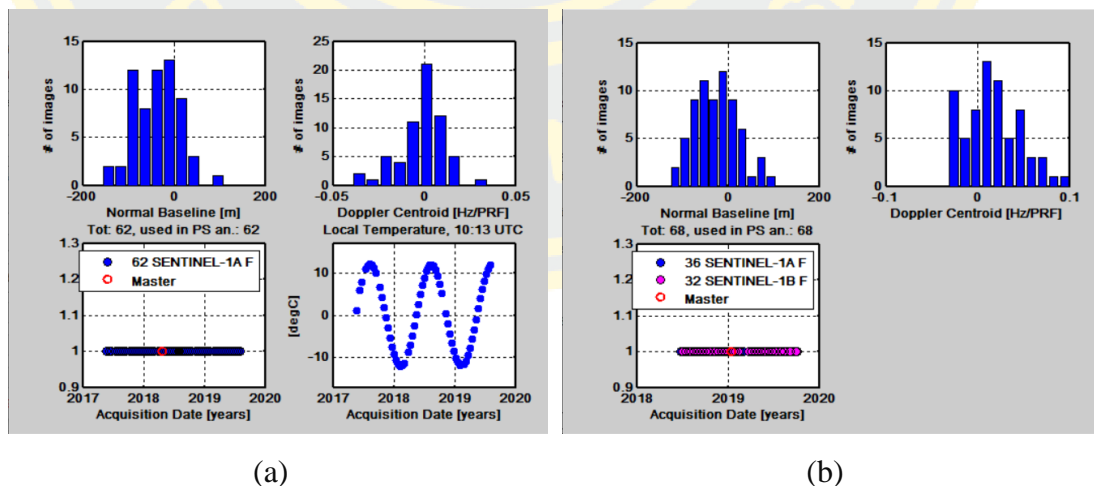 15
10
5
0
-200
0
200
# of images
Normal Baseline [m]
25
20
15
10
5
0
-0.05
0
0.05
# of images
Doppler Centroid [Hz/PRF]
Tot: 62, used in PS an.: 62
1.3
1.2
1.1
1
0.9
2017
2018
2019
2020
62 SENTINEL-1A F
Master
Acquisition Date [years]
Local Temperature, 10:13 UTC
10
0
-10
[degC]
2017
2018
2019
2020
Acquisition Date [years]
(a)
15
10
5
0
-200
0
200
# of images
Normal Baseline [m]
15
10
5
0
-0.1
0
0.1
# of images
Doppler Centroid [Hz/PRF]
Tot: 68, used in PS an.: 68
1.3
1.2
1.1
1
0.9
2018
2019
2020
36 SENTINEL-1A F
32 SENTINEL-1B F
Master
Acquisition Date [years]
(b)